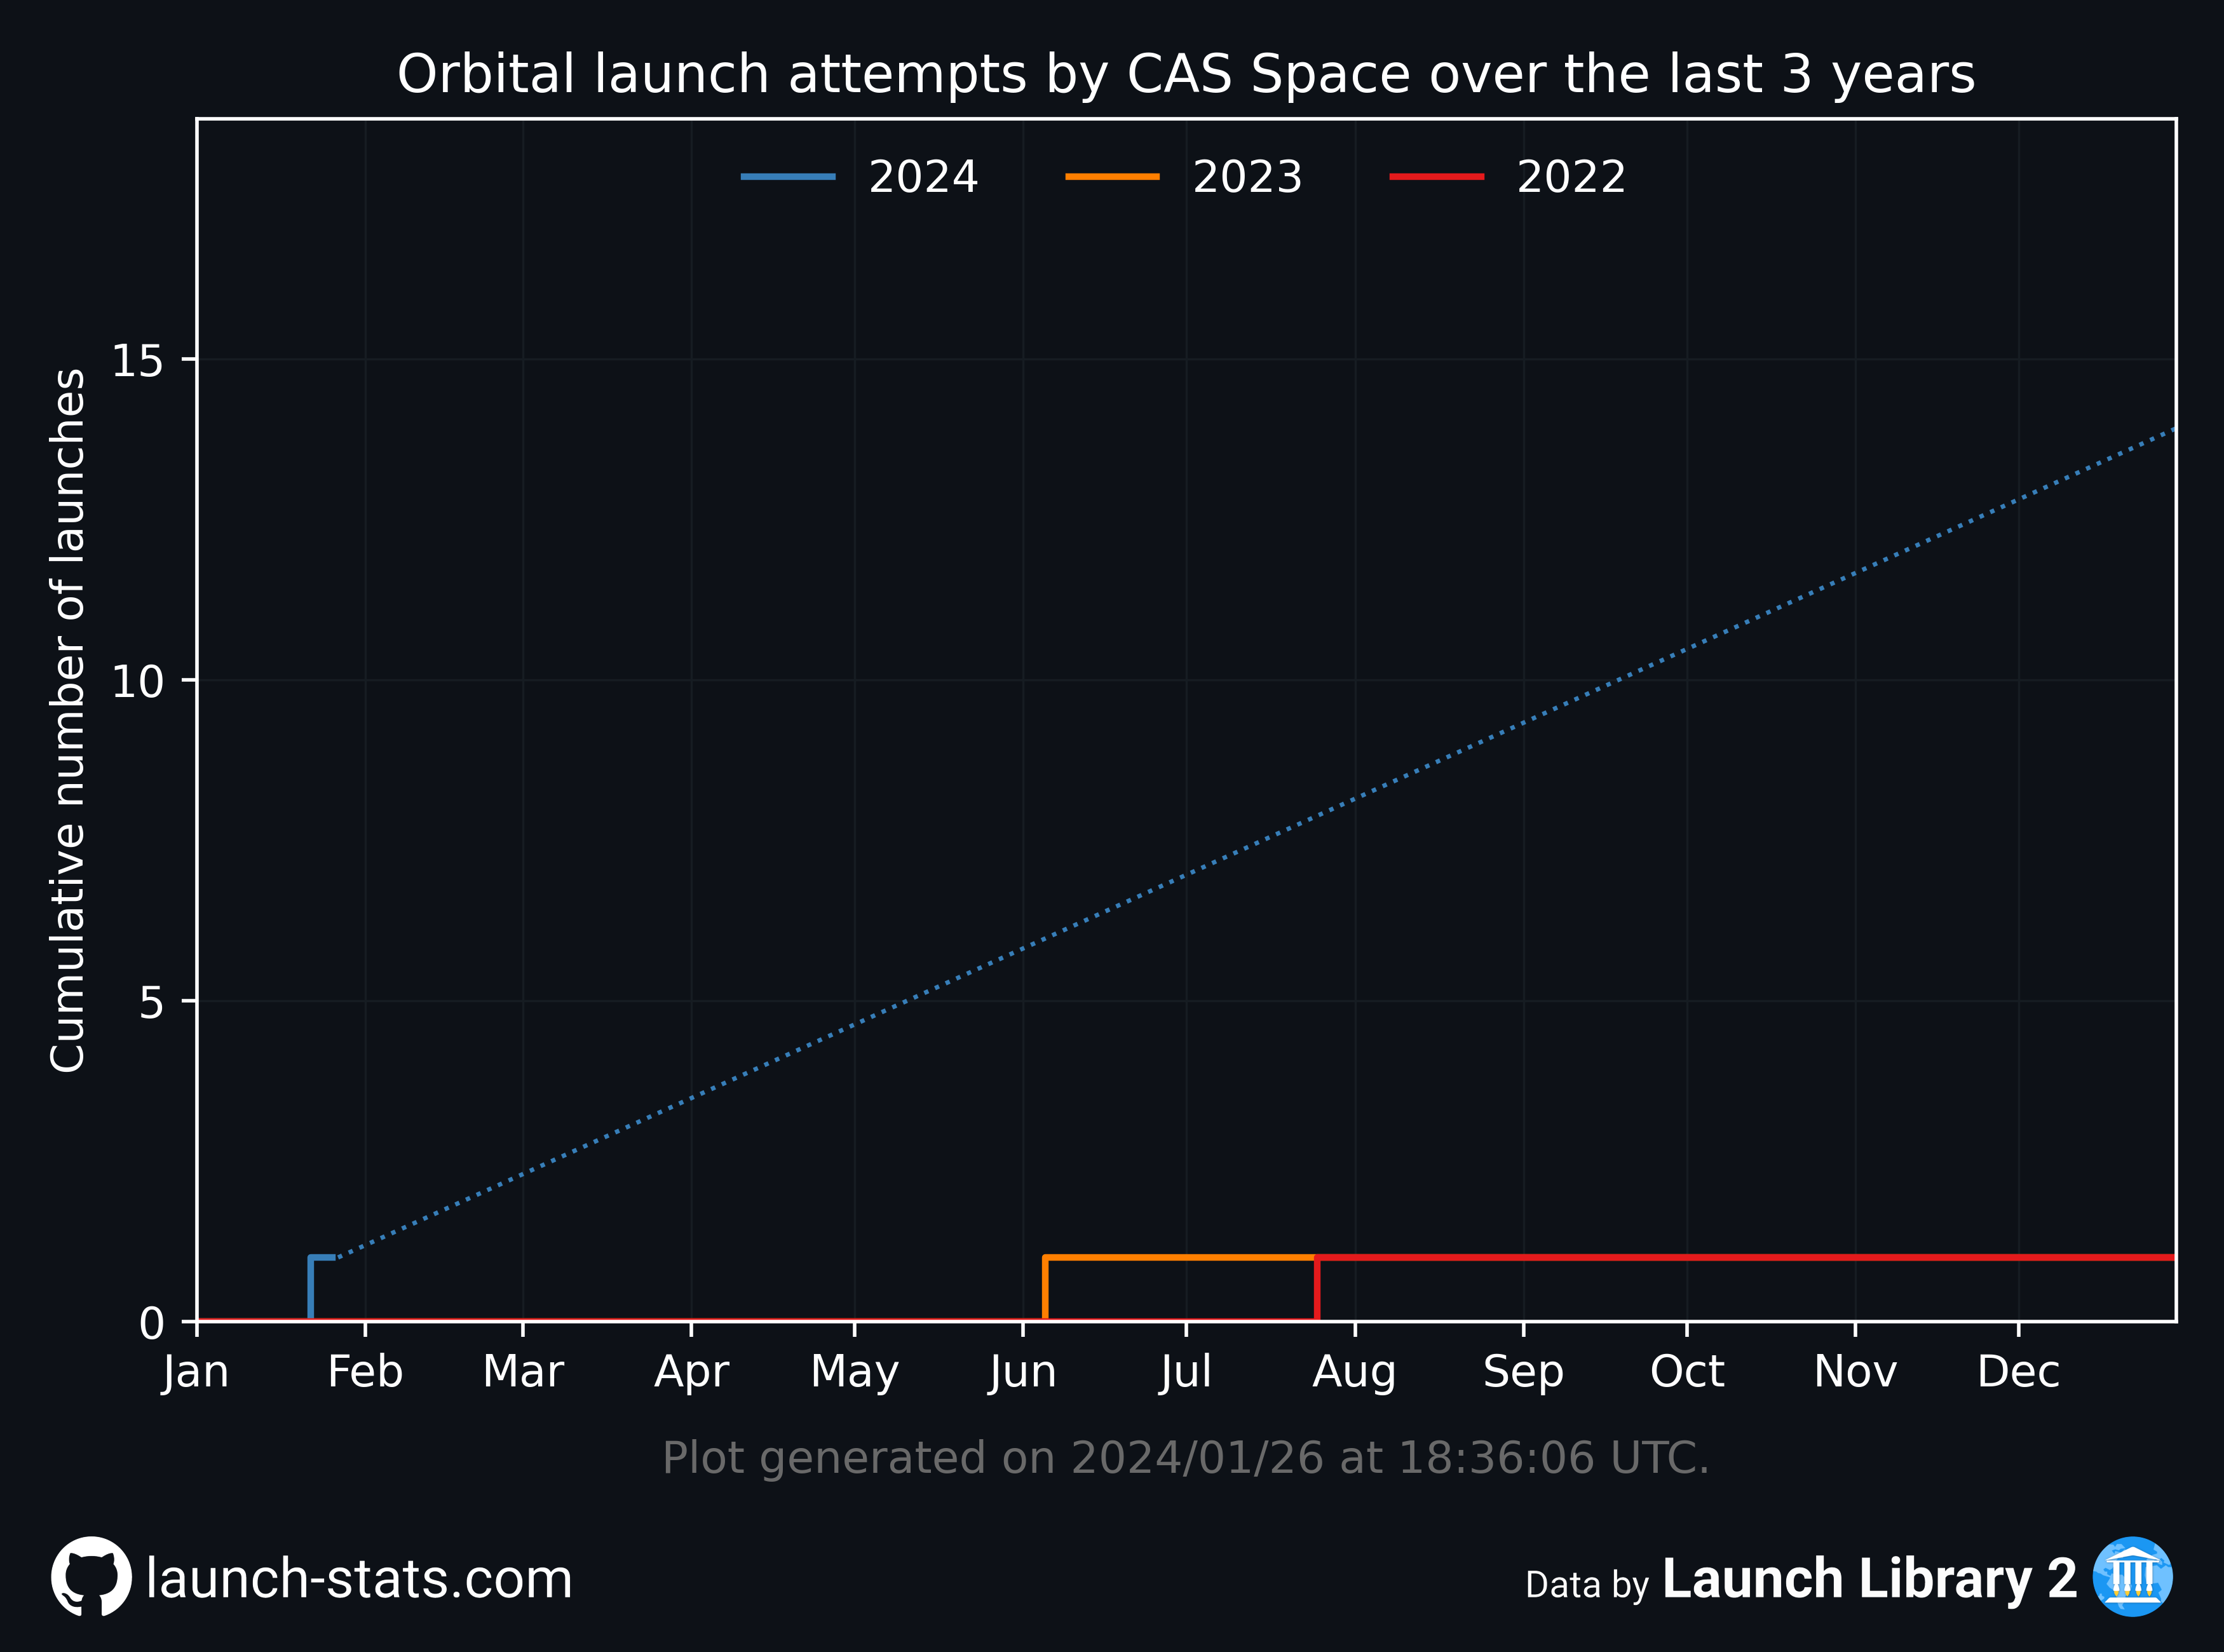 Orbital launch attempts by CAS Space over the last 3 years
2024 2023 2022
Cumulative number of launches
15
10
5
0
Jan Feb Mar Apr May Jun Jul Aug Sep Oct Nov Dec
Plot generated on 2024/01/26 at 18:36:06 UTC.
launch-stats.com
Data by Launch Library 2